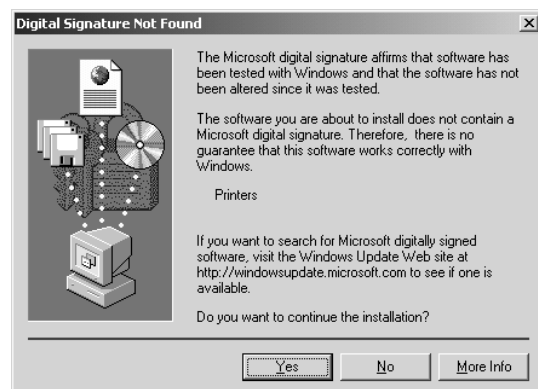 Digital Signature Not Found
The Microsoft digital signature affirms that software has
been tested with Windows and that the software has not
been altered since it was tested.
The software you are about to install does not contain a
Microsoft digital signature. Therefore, there is no
guarantee that this software works correctly with
Windows.
Printers
If you want to search for Microsoft digitally signed
software, visit the Windows Update Web site at
http://windowsupdate.microsoft.com to see if one is
available.
Do you want to continue the installation?
Yes
No
More Info